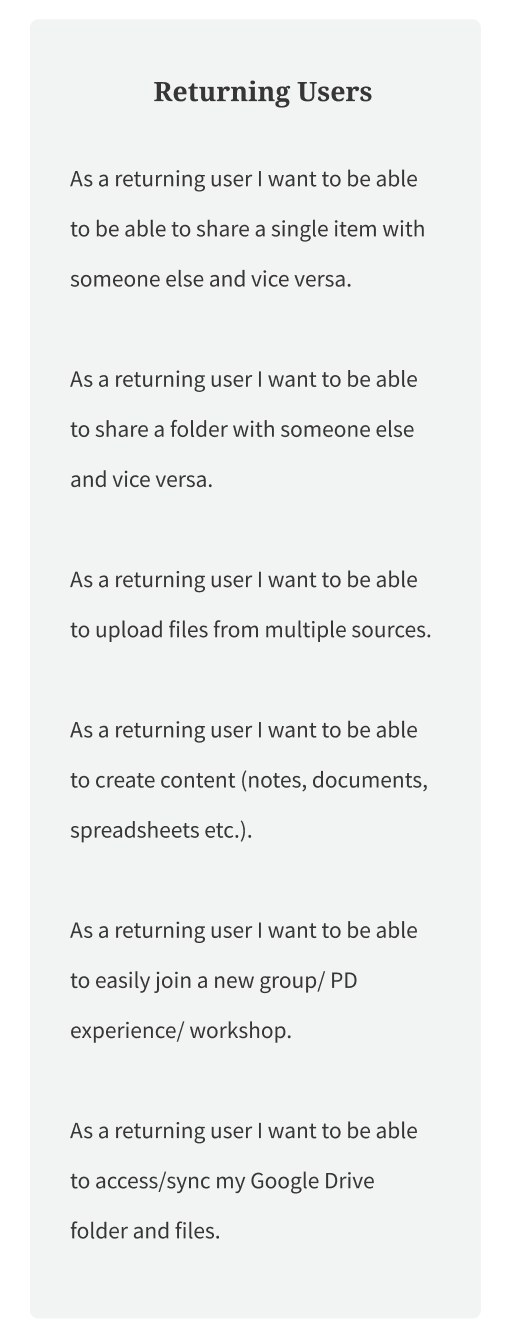 Returning Users
As a returning user I want to be able
to be able to share a single item with
someone else and vice versa.
As a returning user I want to be able
to share a folder with someone else
and vice versa.
As a returning user I want to be able
to upload files from multiple sources.
As a returning user I want to be able
to create content (notes, documents,
spreadsheets etc.).
As a returning user I want to be able
to easily join a new group/ PD
experience/ workshop.
As a returning user I want to be able
to access/sync my Google Drive
folder and files.